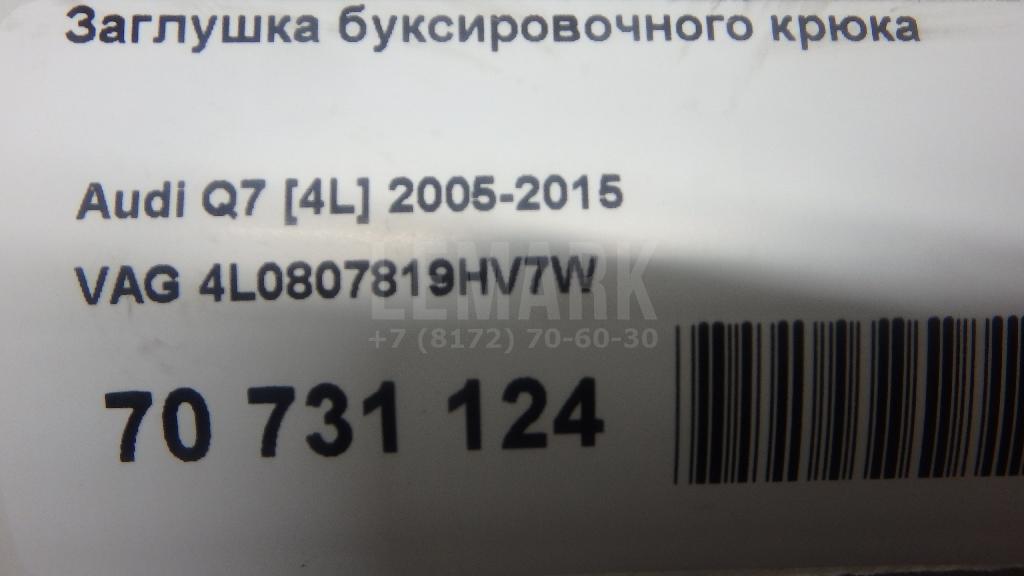 Заглушка буксировочного крюка
Audi Q7 [4L] 2005-2015
VAG 4L0807819HV7W
LEMARK
+7 (8172) 70-60-30
70 731 124